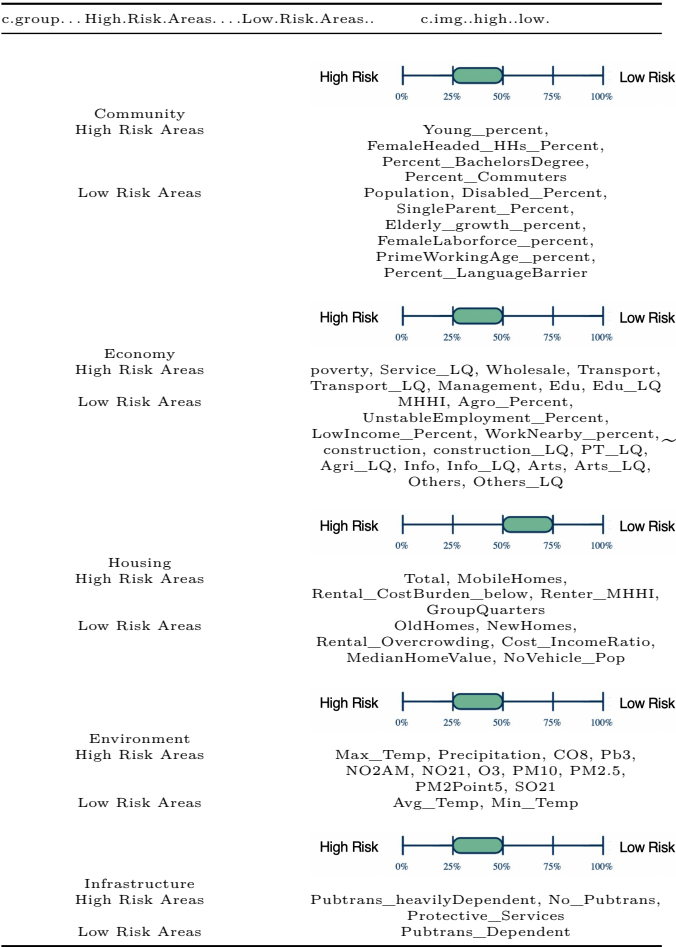 c.group... High.Risk.Areas....Low.Risk.Areas.. c.img..high..low.
High Risk Low Risk
0% 25% 50% 75% 100%
Community
High Risk Areas Young_percent,
FemaleHeaded_HHs_Percent,
Percent_BachelorsDegree,
Percent_Commuters
Low Risk Areas Population, Disabled_Percent,
SingleParent_Percent,
Elderly_growth_percent,
FemaleLaborforce_percent,
PrimeWorkingAge_percent,
Percent_LanguageBarrier
High Risk Low Risk
0% 25% 50% 75% 100%
Economy
High Risk Areas poverty, Service_LQ, Wholesale, Transport,
Transport_LQ, Management, Edu, Edu_LQ
Low Risk Areas MHHI, Agro_Percent,
UnstableEmployment_Percent,
LowIncome_Percent, WorkNearby_percent,~
construction, construction_LQ, PT_LQ,
Agri_LQ, Info, Info_LQ, Arts, Arts_LQ,
Others, Others_LQ
High Risk Low Risk
0% 25% 50% 75% 100%
Housing
High Risk Areas Total, MobileHomes,
Rental_CostBurden_below, Renter_MHHI,
GroupQuarters
Low Risk Areas OldHomes, NewHomes,
Rental_Overcrowding, Cost_IncomeRatio,
MedianHomeValue, NoVehicle_Pop
High Risk Low Risk
0% 25% 50% 75% 100%
Environment
High Risk Areas Max_Temp, Precipitation, CO8, Pb3,
NO2AM, NO21, O3, PM10, PM2.5,
PM2Point5, SO21
Low Risk Areas Avg_Temp, Min_Temp
High Risk Low Risk
0% 25% 50% 75% 100%
Infrastructure
High Risk Areas Pubtrans_heavilyDependent, No_Pubtrans,
Protective_Services
Low Risk Areas Pubtrans_Dependent